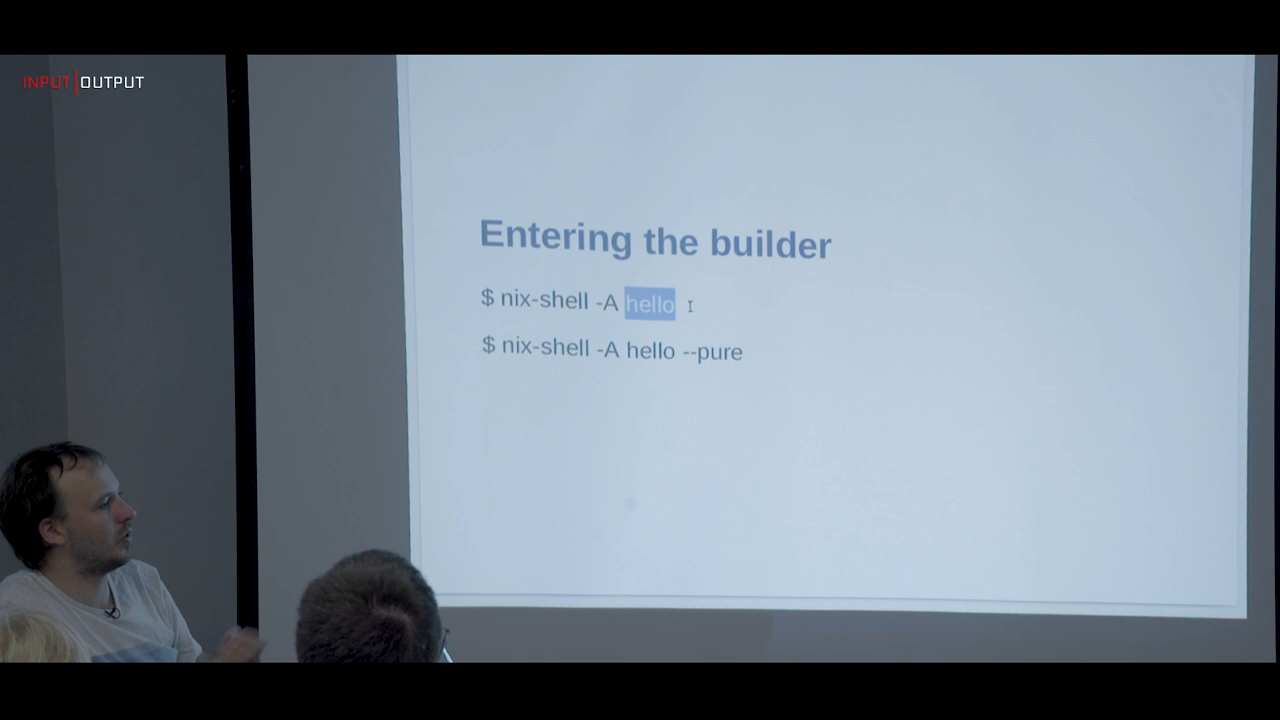 INPUT|OUTPUT
Entering the builder
$ nix-shell -A hello
$ nix-shell -A hello --pure